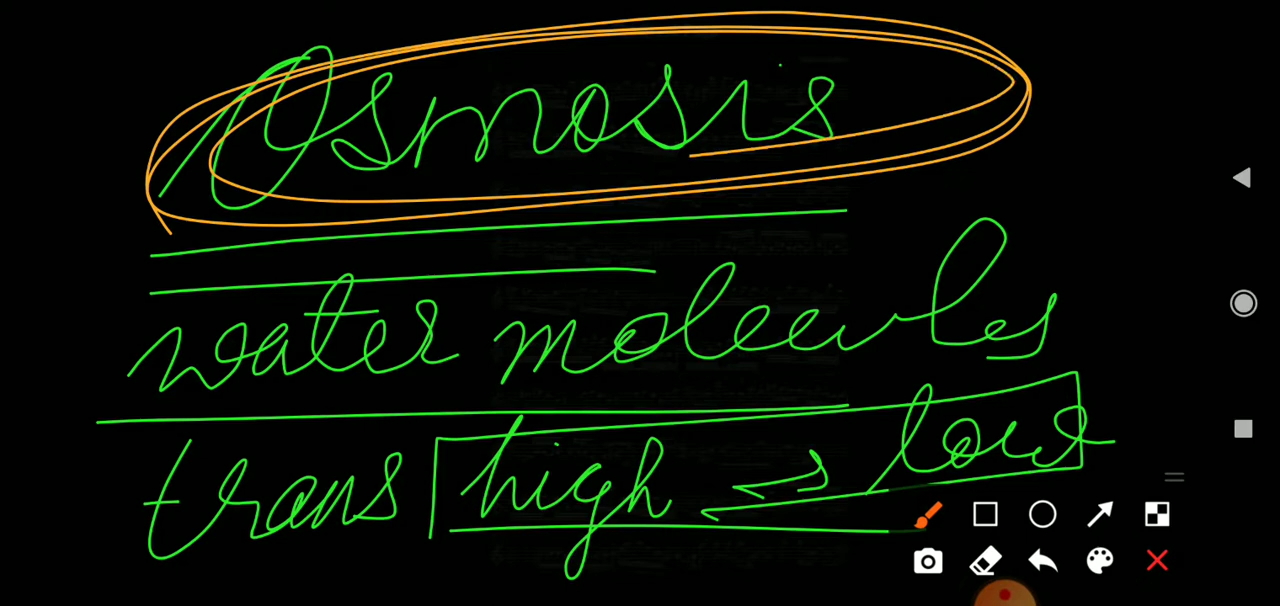 Osmosis
water molecules
trans high ⇌ low